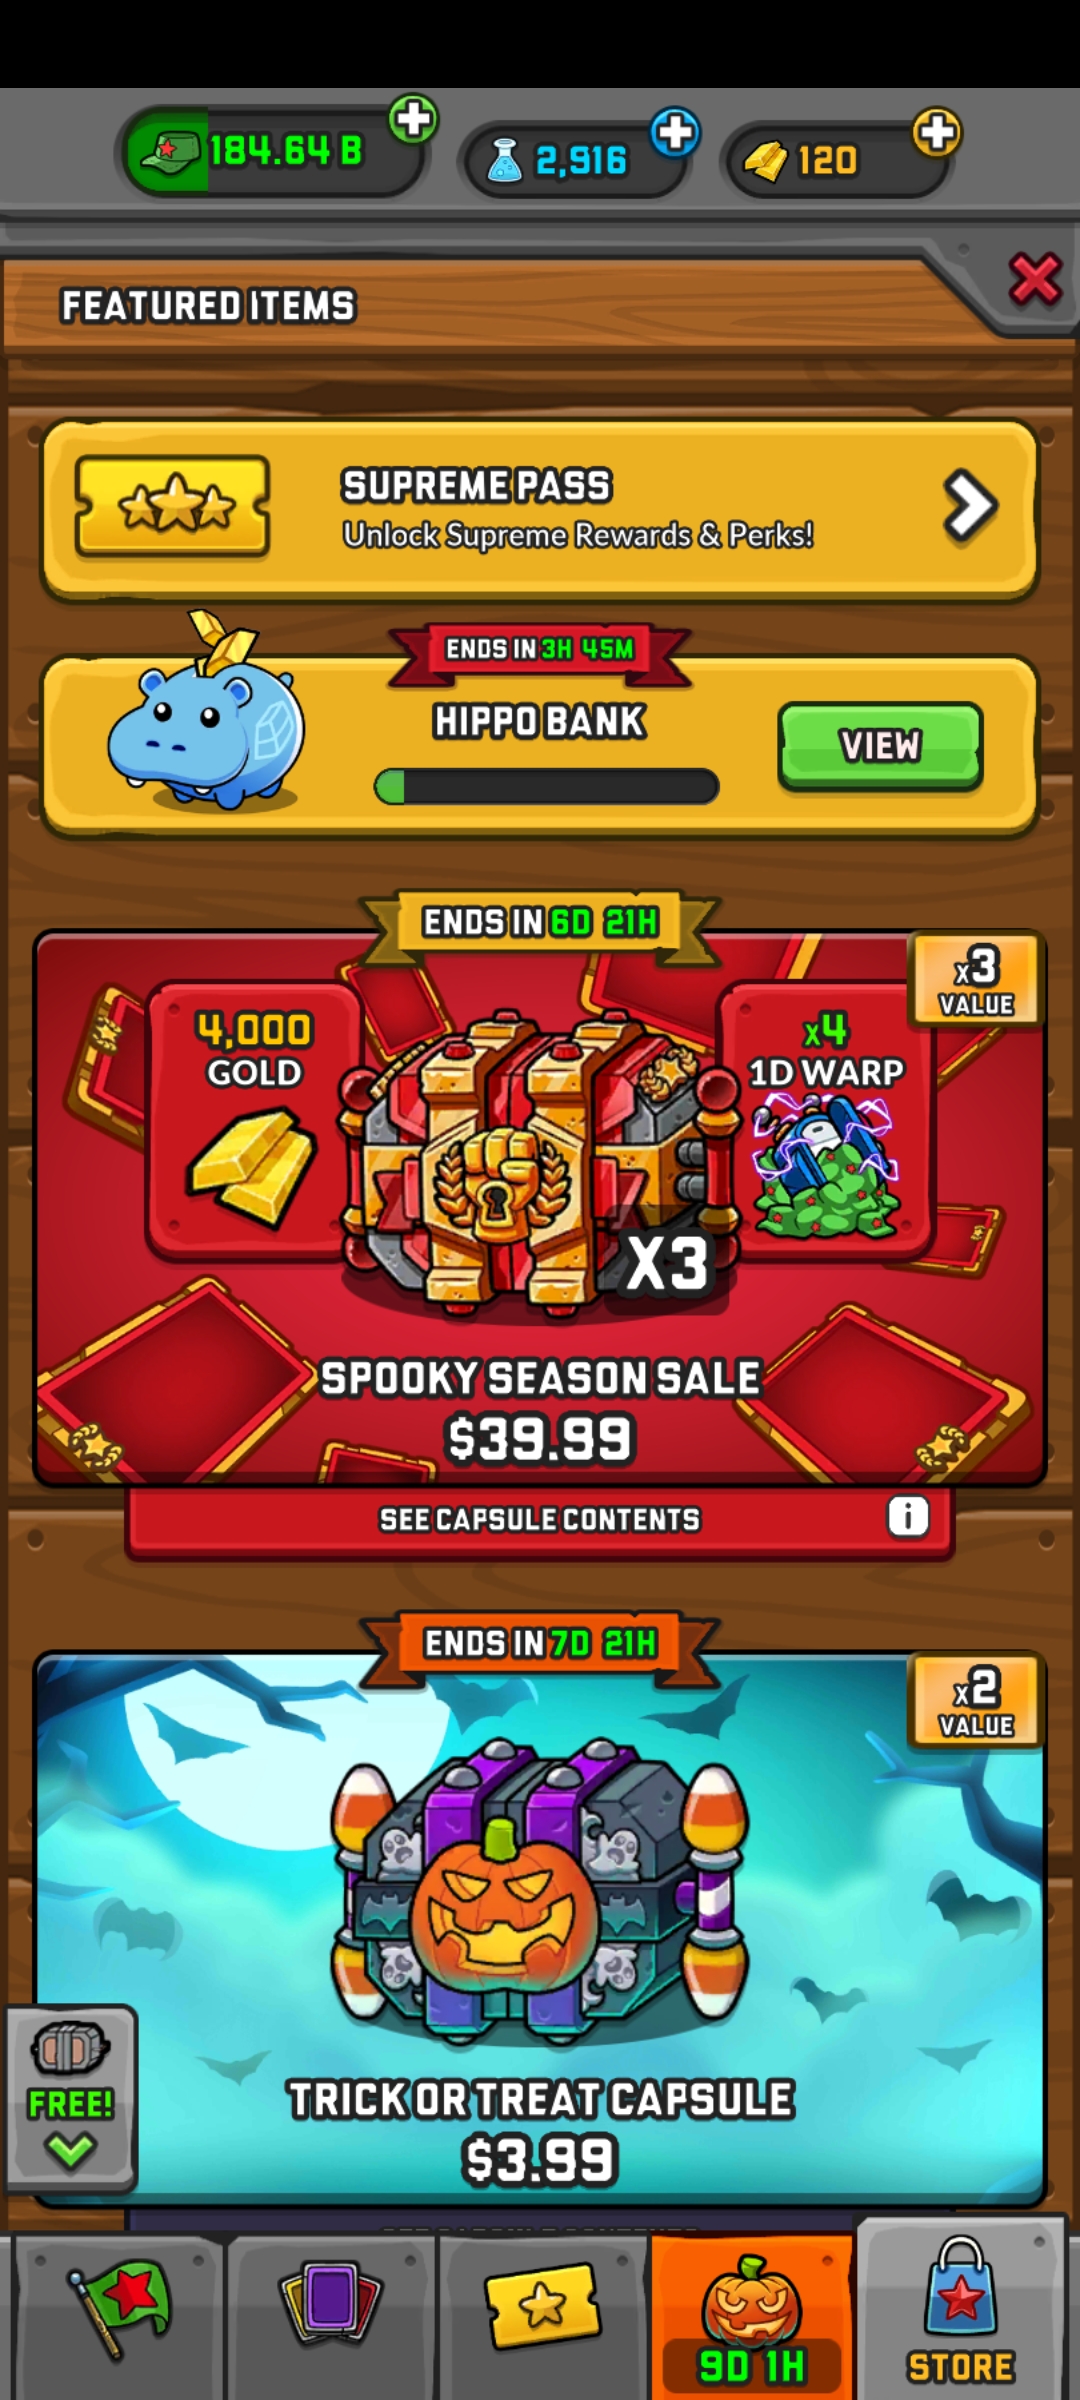 184.64 B
2,916
120
FEATURED ITEMS
SUPREME PASS
Unlock Supreme Rewards & Perks!
ENDS IN 3H 45M
HIPPO BANK
VIEW
ENDS IN 6D 21H
x3
VALUE
4,000
GOLD
x4
1D WARP
X3
SPOOKY SEASON SALE
$39.99
SEE CAPSULE CONTENTS
i
ENDS IN 7D 21H
x2
VALUE
FREE!
TRICK OR TREAT CAPSULE
$3.99
9D 1H
STORE